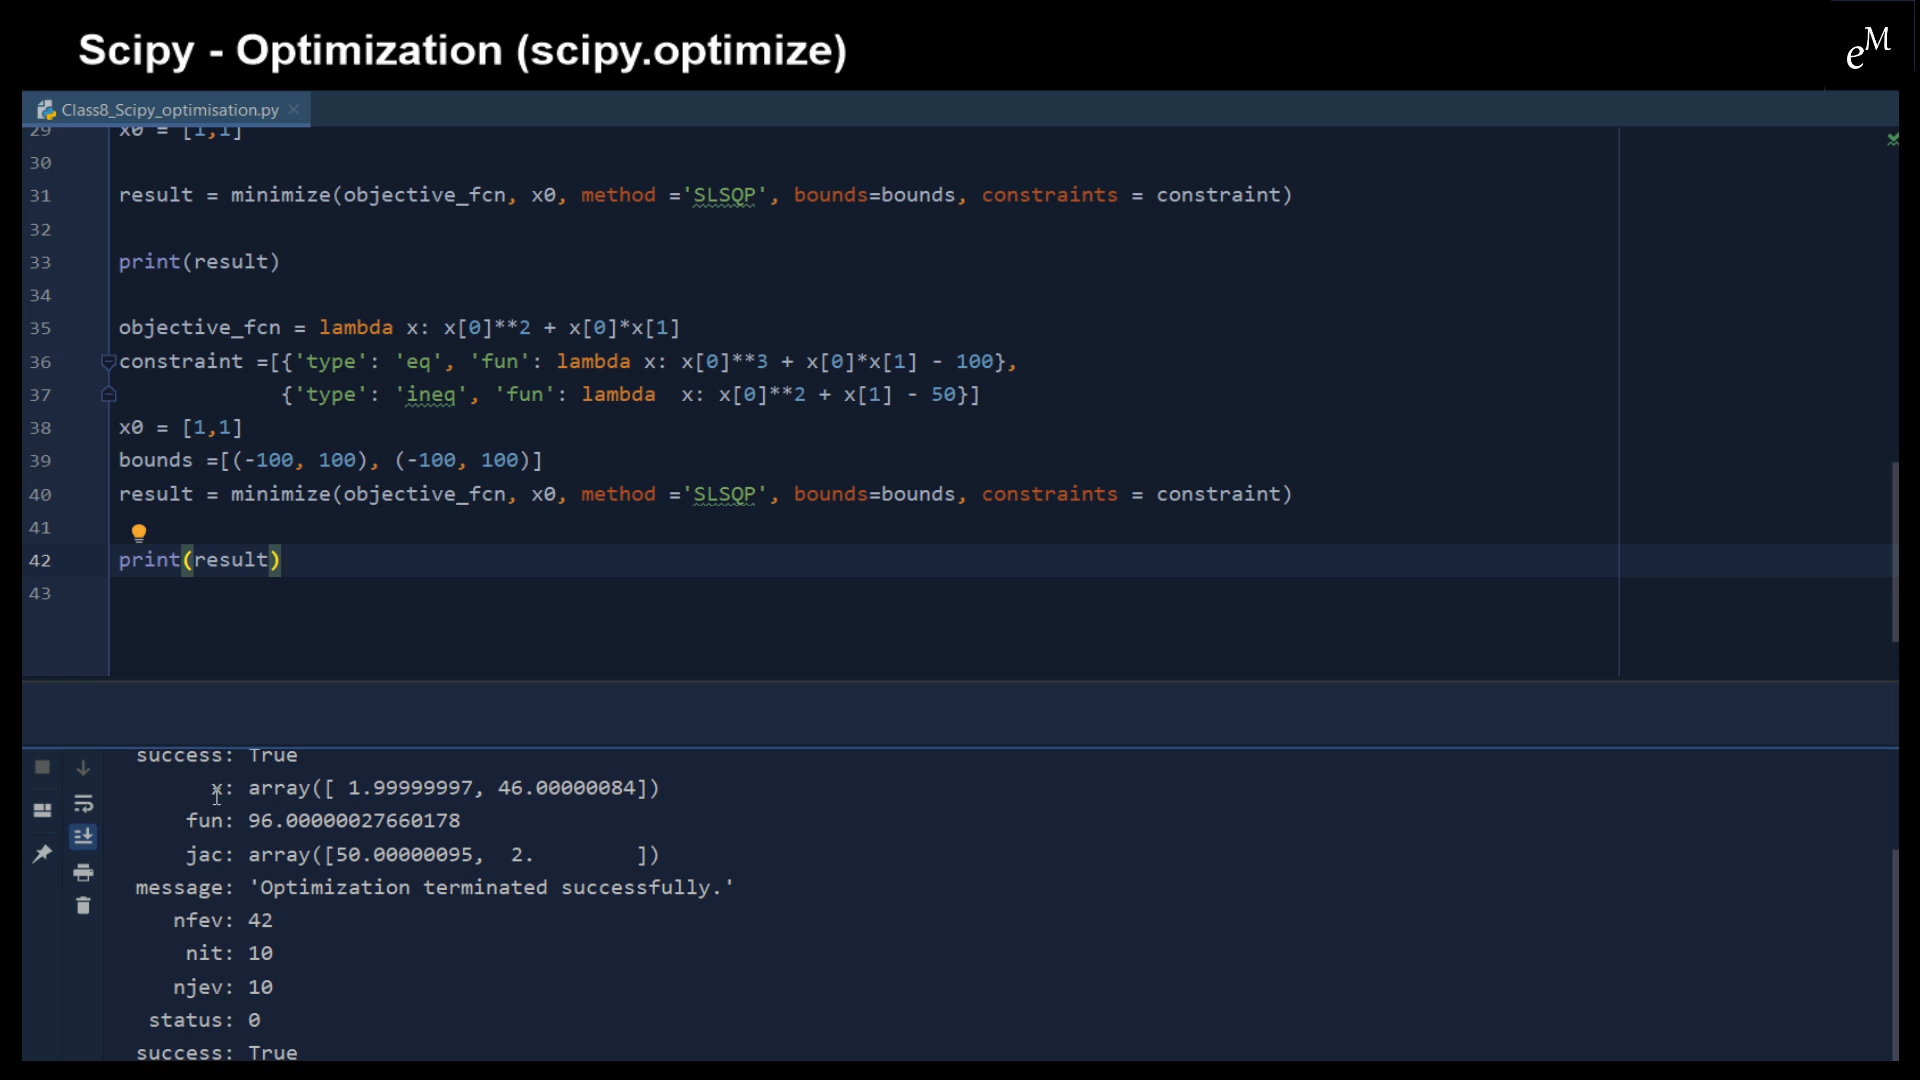 Scipy - Optimization (scipy.optimize)
eM
Class8_Scipy_optimisation.py
29 x0 = [1,1]
30
31 result = minimize(objective_fcn, x0, method ='SLSQP', bounds=bounds, constraints = constraint)
32
33 print(result)
34
35 objective_fcn = lambda x: x[0]**2 + x[0]*x[1]
36 constraint =[{'type': 'eq', 'fun': lambda x: x[0]**3 + x[0]*x[1] - 100},
37 {'type': 'ineq', 'fun': lambda  x: x[0]**2 + x[1] - 50}]
38 x0 = [1,1]
39 bounds =[(-100, 100), (-100, 100)]
40 result = minimize(objective_fcn, x0, method ='SLSQP', bounds=bounds, constraints = constraint)
41
42 print(result)
43
success: True
x: array([ 1.99999997, 46.00000084])
fun: 96.00000027660178
jac: array([50.00000095,  2.        ])
message: 'Optimization terminated successfully.'
nfev: 42
nit: 10
njev: 10
status: 0
success: True